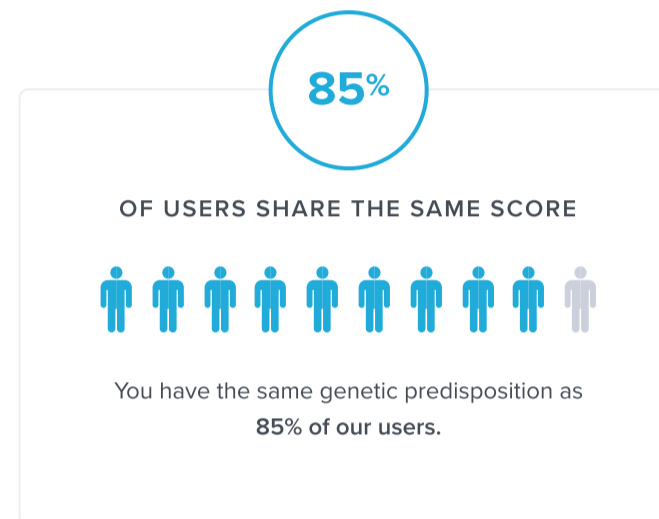 85%
OF USERS SHARE THE SAME SCORE
You have the same genetic predisposition as
85% of our users.